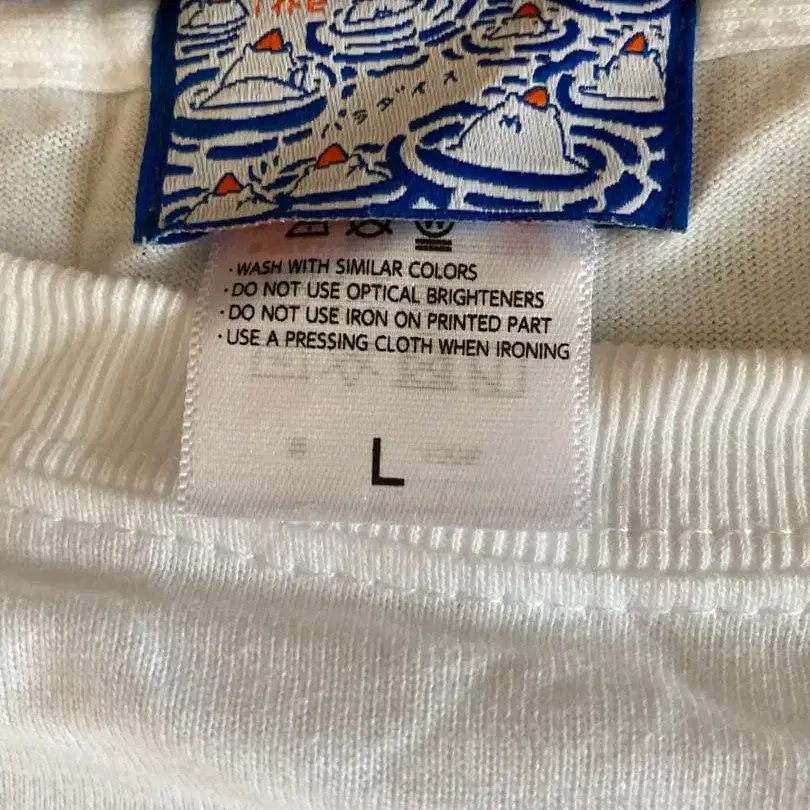 THE
パラダイス
· WASH WITH SIMILAR COLORS
· DO NOT USE OPTICAL BRIGHTENERS
· DO NOT USE IRON ON PRINTED PART
· USE A PRESSING CLOTH WHEN IRONING
L